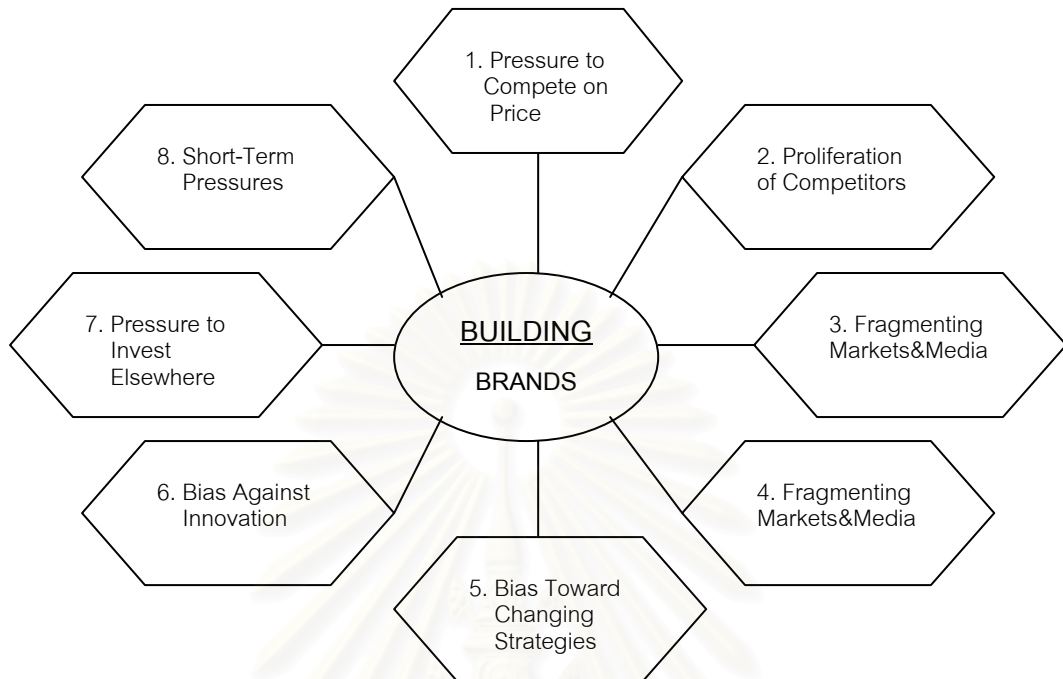 1. Pressure to
Compete on
Price
2. Proliferation
of Competitors
3. Fragmenting
Markets&Media
4. Fragmenting
Markets&Media
5. Bias Toward
Changing
Strategies
6. Bias Against
Innovation
7. Pressure to
Invest
Elsewhere
8. Short-Term
Pressures
BUILDING
BRANDS